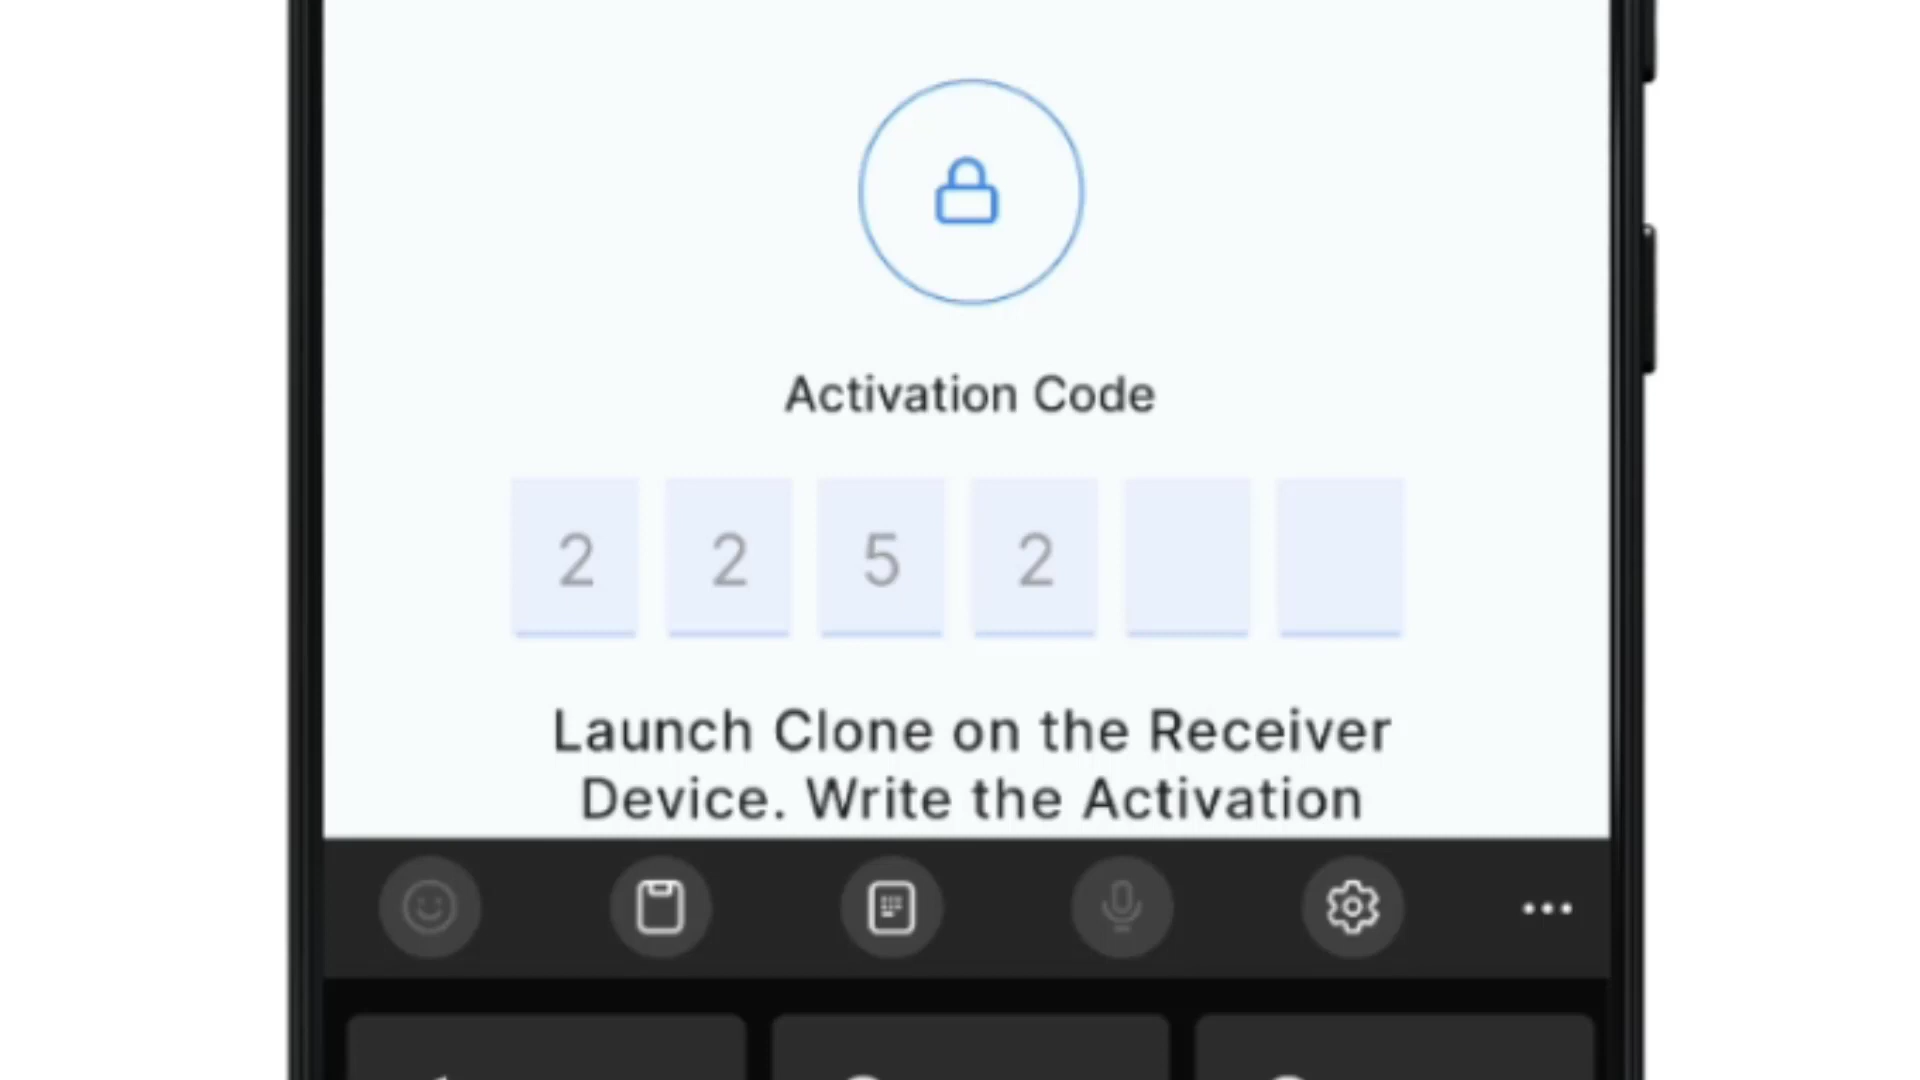 Activation Code
2 2 5 2
Launch Clone on the Receiver
Device. Write the Activation